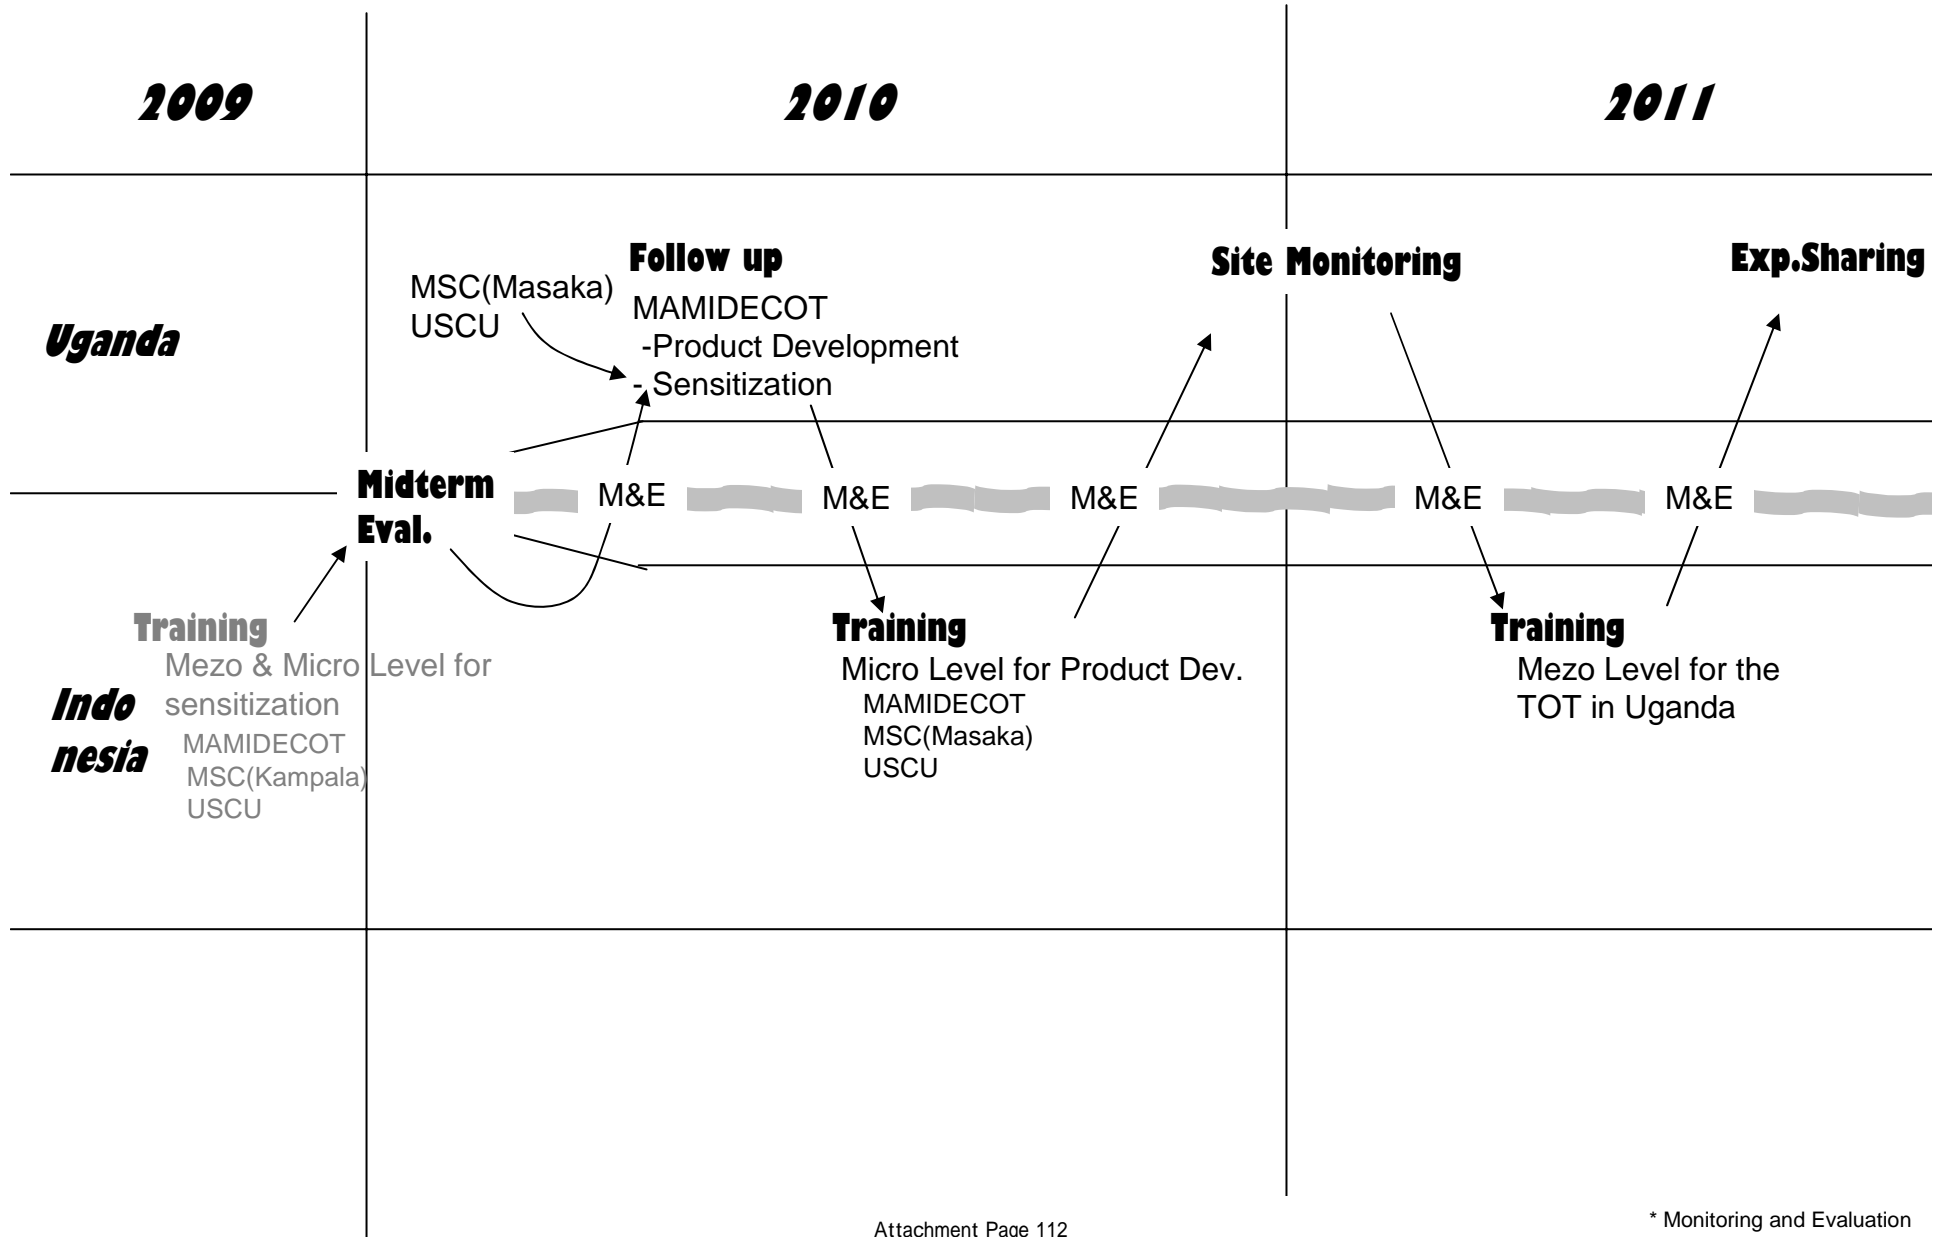 2009
2010
2011
Uganda
MSC(Masaka)
USCU
Follow up
MAMIDECOT
-Product Development
- Sensitization
Site Monitoring
Exp.Sharing
Midterm
Eval.
M&E
M&E
M&E
M&E
M&E
Indo
nesia
Training
Mezo & Micro Level for
sensitization
MAMIDECOT
MSC(Kampala)
USCU
Training
Micro Level for Product Dev.
MAMIDECOT
MSC(Masaka)
USCU
Training
Mezo Level for the
TOT in Uganda
Attachment Page 112
* Monitoring and Evaluation